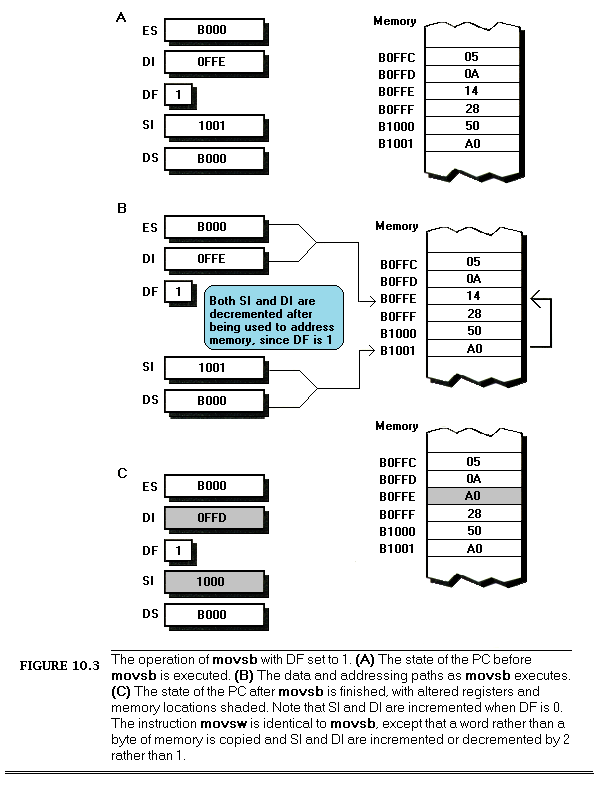 A
ES B000
DI 0FFE
DF 1
SI 1001
DS B000
Memory
B0FFC 05
B0FFD 0A
B0FFE 14
B0FFF 28
B1000 50
B1001 A0
B
ES B000
DI 0FFE
DF 1
Both SI and DI are
decremented after
being used to address
memory, since DF is 1
SI 1001
DS B000
Memory
B0FFC 05
B0FFD 0A
B0FFE 14
B0FFF 28
B1000 50
B1001 A0
C
ES B000
DI 0FFD
DF 1
SI 1000
DS B000
Memory
B0FFC 05
B0FFD 0A
B0FFE A0
B0FFF 28
B1000 50
B1001 A0
FIGURE 10.3 The operation of movsb with DF set to 1. (A) The state of the PC before
movsb is executed. (B) The data and addressing paths as movsb executes.
(C) The state of the PC after movsb is finished, with altered registers and
memory locations shaded. Note that SI and DI are incremented when DF is 0.
The instruction movsw is identical to movsb, except that a word rather than a
byte of memory is copied and SI and DI are incremented or decremented by 2
rather than 1.